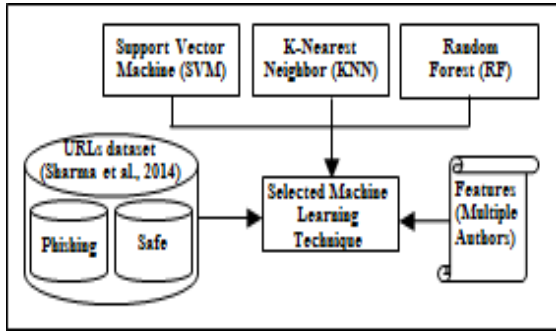 Support Vector
Machine (SVM)
K-Nearest
Neighbor (KNN)
Random
Forest (RF)
URLs dataset
(Sharma et al., 2014)
Phishing
Safe
Selected Machine
Learning
Technique
Features
(Multiple
Authors)